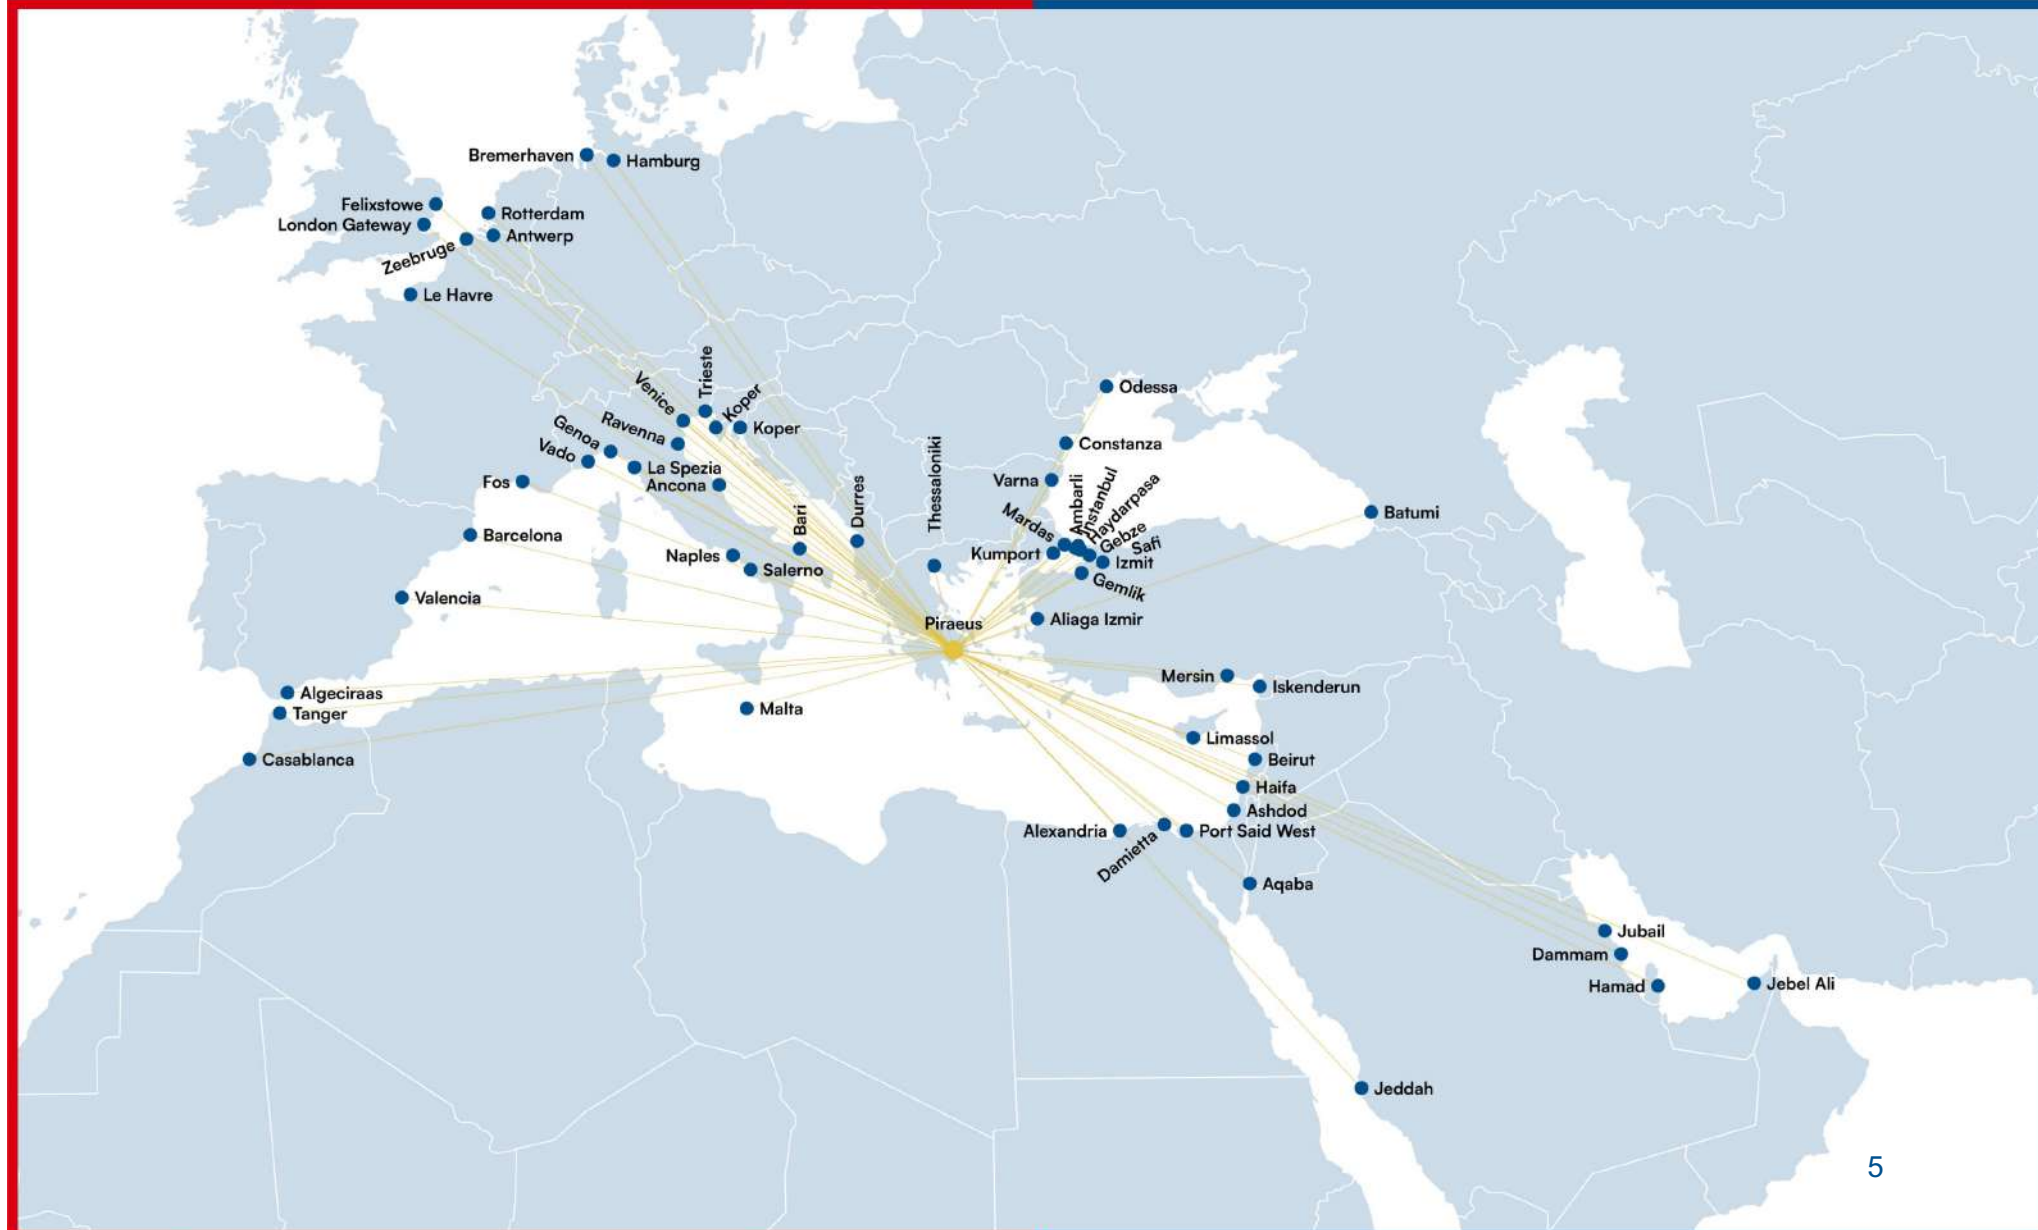 Bremerhaven
Hamburg
Felixstowe
Rotterdam
London Gateway
Antwerp
Zeebruge
Le Havre
Trieste
Venice
Koper
Koper
Odessa
Ravenna
Genoa
Vado
La Spezia
Ancona
Fos
Constanza
Varna
Thessaloniki
Durres
Bari
Barcelona
Naples
Salerno
Valencia
Mardas
Ambarli
Instanbul
Haydarpasa
Gebze
Safi
Kumport
Izmit
Gemlik
Batumi
Piraeus
Aliaga Izmir
Algeciraas
Tanger
Casablanca
Malta
Mersin
Iskenderun
Limassol
Beirut
Haifa
Ashdod
Alexandria
Damietta
Port Said West
Aqaba
Jubail
Dammam
Hamad
Jebel Ali
Jeddah
5